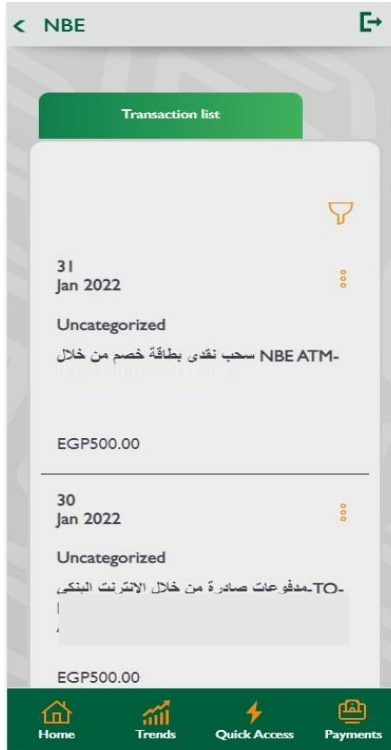 NBE
Transaction list
31
Jan 2022
Uncategorized
سحب نقدى بطاقة خصم من خلال NBE ATM-
EGP500.00
30
Jan 2022
Uncategorized
مدفوعات صادرة من خلال الانترنت البنكى-TO-
EGP500.00
Home Trends Quick Access Payments